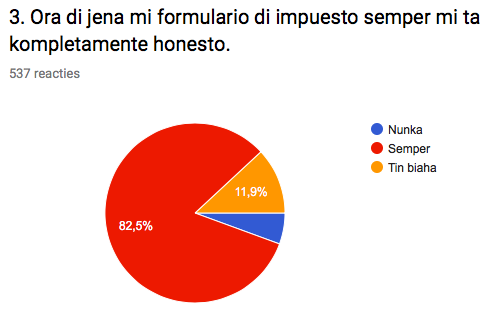 3. Ora di jena mi formulario di impuesto semper mi ta
kompletamente honesto.
537 reacties
Nunka
Semper
Tin biaha
11,9%
82,5%